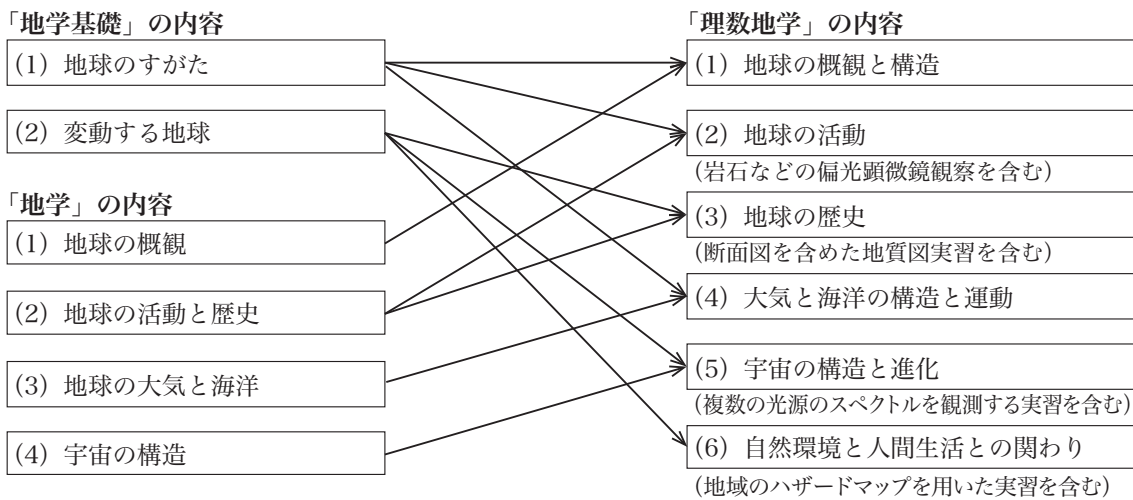 「地学基礎」の内容
(1) 地球のすがた
(2) 変動する地球
「地学」の内容
(1) 地球の概観
(2) 地球の活動と歴史
(3) 地球の大気と海洋
(4) 宇宙の構造
「理数地学」の内容
(1) 地球の概観と構造
(2) 地球の活動
(岩石などの偏光顕微鏡観察を含む)
(3) 地球の歴史
(断面図を含めた地質図実習を含む)
(4) 大気と海洋の構造と運動
(5) 宇宙の構造と進化
(複数の光源のスペクトルを観測する実習を含む)
(6) 自然環境と人間生活との関わり
(地域のハザードマップを用いた実習を含む)